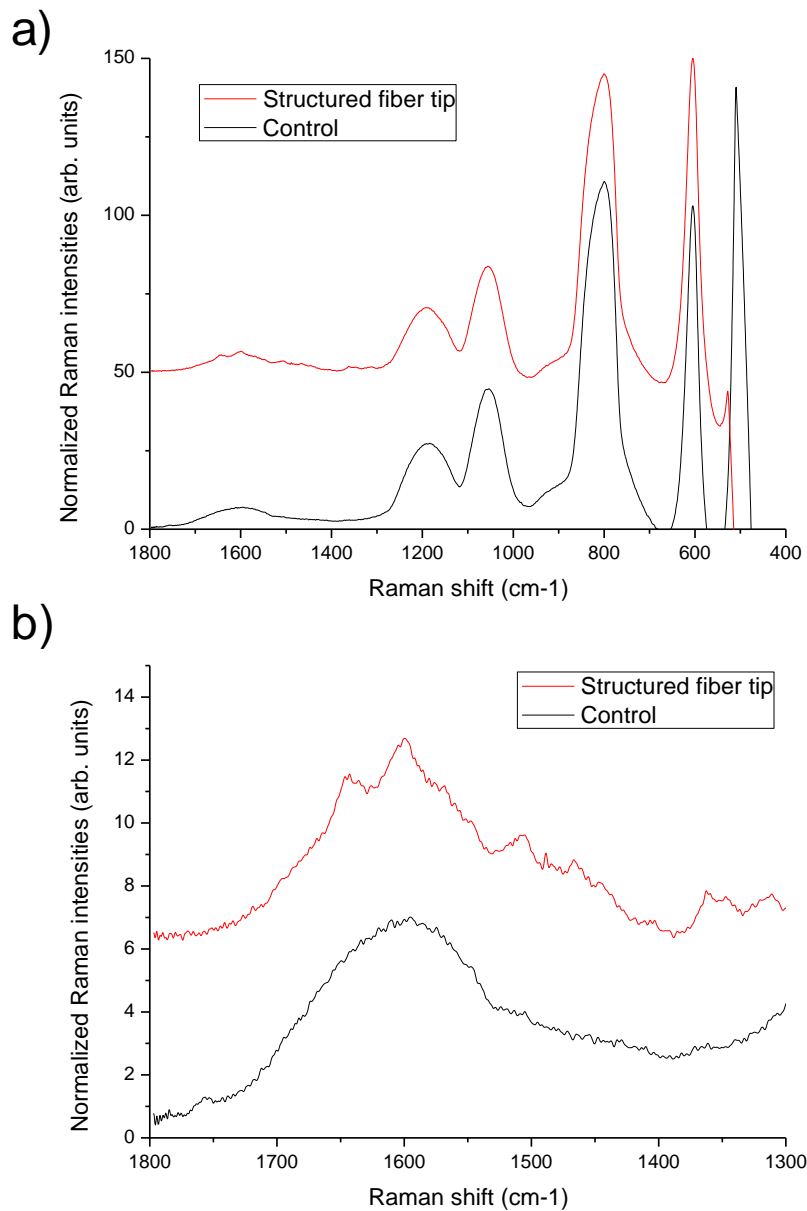 a)
150
100
50
0
Normalized Raman intensities (arb. units)
Structured fiber tip
Control
1800 1600 1400 1200 1000 800 600 400
Raman shift (cm-1)
b)
14
12
10
8
6
4
2
0
Normalized Raman intensities (arb. units)
Structured fiber tip
Control
1800 1700 1600 1500 1400 1300
Raman shift (cm-1)